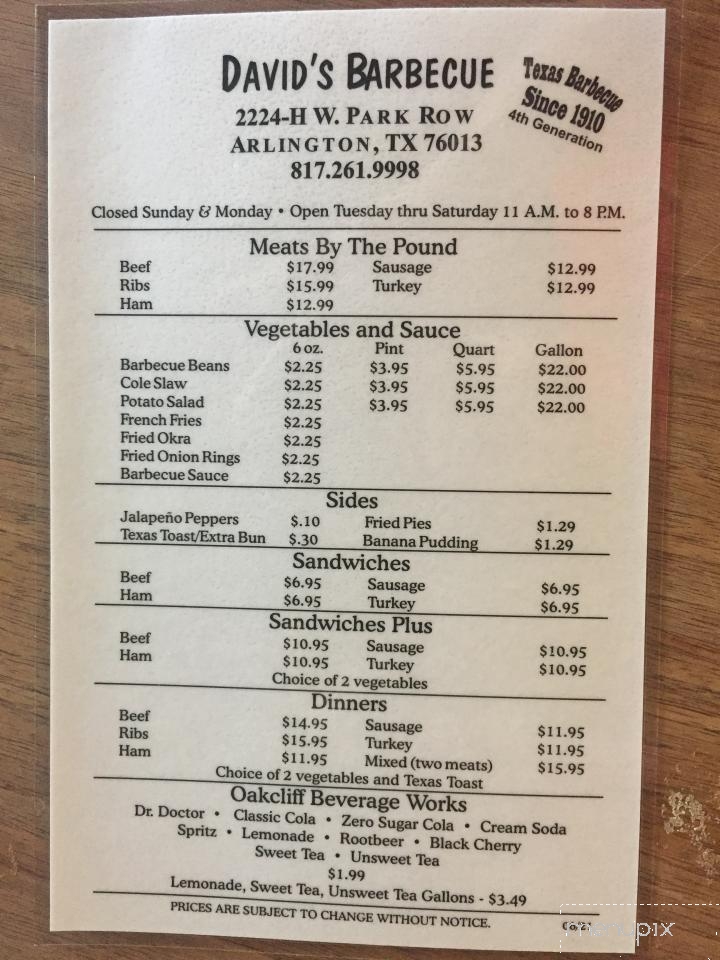 DAVID'S BARBECUE
Texas Barbecue
Since 1910
4th Generation
2224-H W. PARK ROW
ARLINGTON, TX 76013
817.261.9998
Closed Sunday & Monday • Open Tuesday thru Saturday 11 A.M. to 8 P.M.
Meats By The Pound
Beef $17.99 Sausage $12.99
Ribs $15.99 Turkey $12.99
Ham $12.99
Vegetables and Sauce
6 oz. Pint Quart Gallon
Barbecue Beans $2.25 $3.95 $5.95 $22.00
Cole Slaw $2.25 $3.95 $5.95 $22.00
Potato Salad $2.25 $3.95 $5.95 $22.00
French Fries $2.25
Fried Okra $2.25
Fried Onion Rings $2.25
Barbecue Sauce $2.25
Sides
Jalapeño Peppers $.10 Fried Pies $1.29
Texas Toast/Extra Bun $.30 Banana Pudding $1.29
Sandwiches
Beef $6.95 Sausage $6.95
Ham $6.95 Turkey $6.95
Sandwiches Plus
Beef $10.95 Sausage $10.95
Ham $10.95 Turkey $10.95
Choice of 2 vegetables
Dinners
Beef $14.95 Sausage $11.95
Ribs $15.95 Turkey $11.95
Ham $11.95 Mixed (two meats) $15.95
Choice of 2 vegetables and Texas Toast
Oakcliff Beverage Works
Dr. Doctor • Classic Cola • Zero Sugar Cola • Cream Soda
Spritz • Lemonade • Rootbeer • Black Cherry
Sweet Tea • Unsweet Tea
$1.99
Lemonade, Sweet Tea, Unsweet Tea Gallons - $3.49
PRICES ARE SUBJECT TO CHANGE WITHOUT NOTICE.
menupix